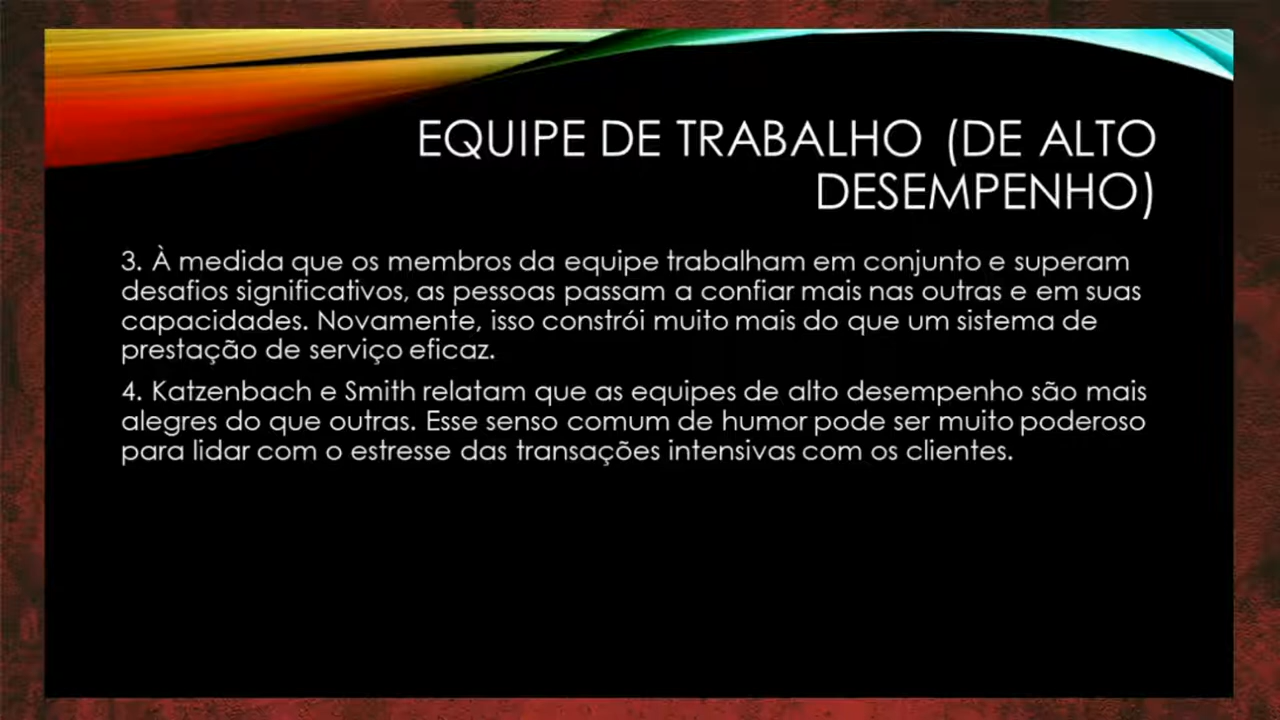 EQUIPE DE TRABALHO (DE ALTO
DESEMPENHO)
3. À medida que os membros da equipe trabalham em conjunto e superam
desafios significativos, as pessoas passam a confiar mais nas outras e em suas
capacidades. Novamente, isso constrói muito mais do que um sistema de
prestação de serviço eficaz.
4. Katzenbach e Smith relatam que as equipes de alto desempenho são mais
alegres do que outras. Esse senso comum de humor pode ser muito poderoso
para lidar com o estresse das transações intensivas com os clientes.